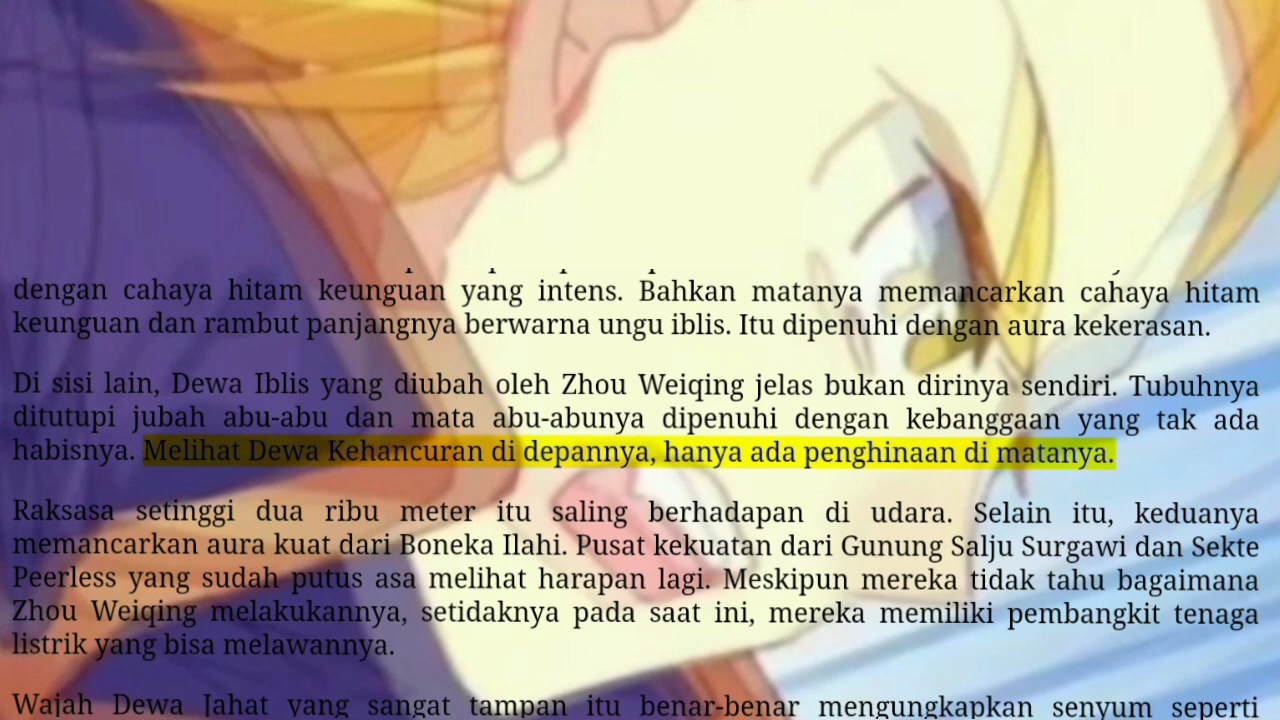 dengan cahaya hitam keunguan yang intens. Bahkan matanya memancarkan cahaya hitam
keunguan dan rambut panjangnya berwarna ungu iblis. Itu dipenuhi dengan aura kekerasan.
Di sisi lain, Dewa Iblis yang diubah oleh Zhou Weiqing jelas bukan dirinya sendiri. Tubuhnya
ditutupi jubah abu-abu dan mata abu-abunya dipenuhi dengan kebanggaan yang tak ada
habisnya. Melihat Dewa Kehancuran di depannya, hanya ada penghinaan di matanya.
Raksasa setinggi dua ribu meter itu saling berhadapan di udara. Selain itu, keduanya
memancarkan aura kuat dari Boneka Ilahi. Pusat kekuatan dari Gunung Salju Surgawi dan Sekte
Peerless yang sudah putus asa melihat harapan lagi. Meskipun mereka tidak tahu bagaimana
Zhou Weiqing melakukannya, setidaknya pada saat ini, mereka memiliki pembangkit tenaga
listrik yang bisa melawannya.
Wajah Dewa Jahat yang sangat tampan itu benar-benar mengungkapkan senyum seperti